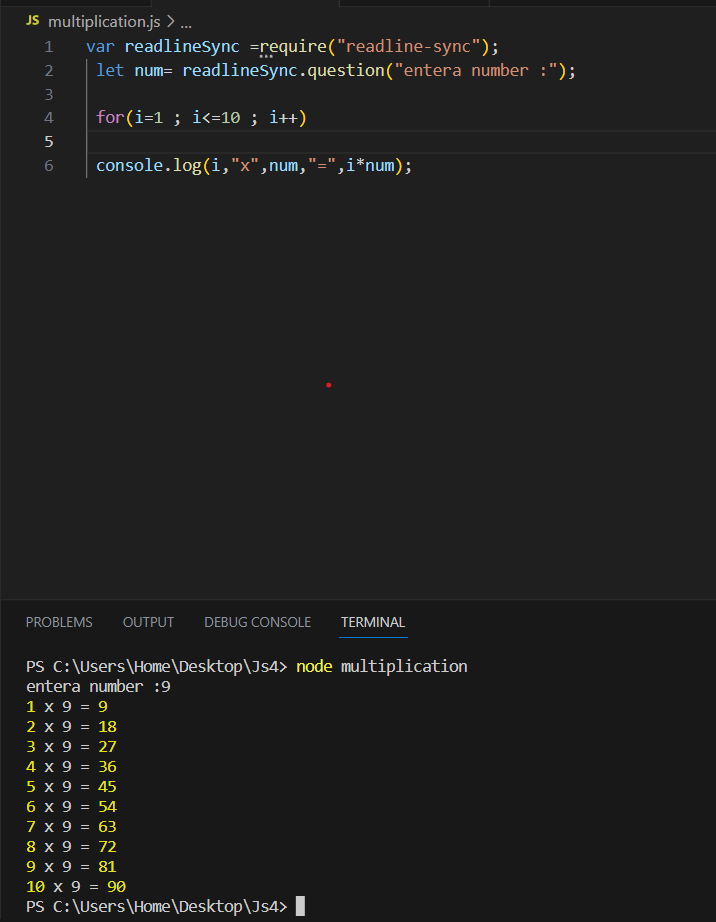 JS multiplication.js > ...
1 var readlineSync =require("readline-sync");
2 let num= readlineSync.question("entera number :");
3
4 for(i=1 ; i<=10 ; i++)
5
6 console.log(i,"x",num,"=",i*num);
PROBLEMS OUTPUT DEBUG CONSOLE TERMINAL
PS C:\Users\Home\Desktop\Js4> node multiplication
entera number :9
1 x 9 = 9
2 x 9 = 18
3 x 9 = 27
4 x 9 = 36
5 x 9 = 45
6 x 9 = 54
7 x 9 = 63
8 x 9 = 72
9 x 9 = 81
10 x 9 = 90
PS C:\Users\Home\Desktop\Js4>